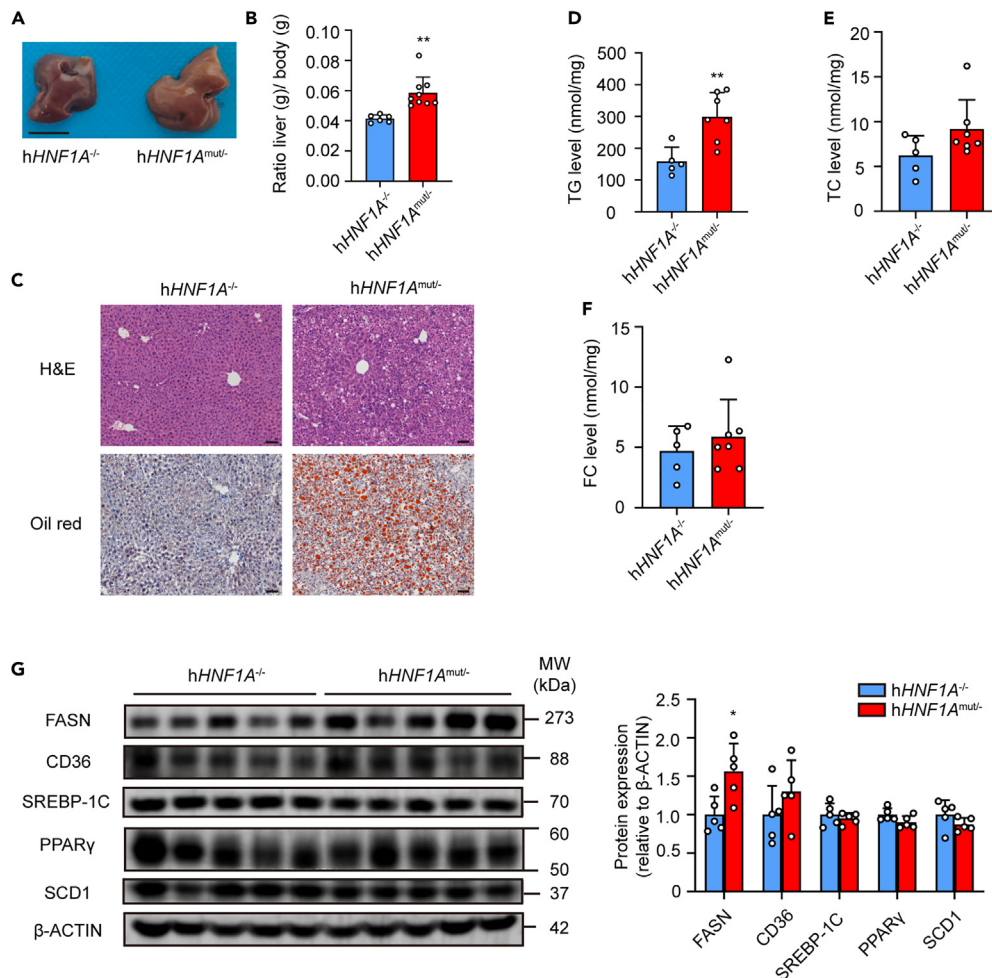 A
hHNF1A-/-
hHNF1Amut/-
B
Ratio liver (g)/ body (g)
0.10
0.08
0.06
0.04
0.02
0.00
**
hHNF1A-/-
hHNF1Amut/-
D
TG level (nmol/mg)
500
400
300
200
100
0
**
hHNF1A-/-
hHNF1Amut/-
E
TC level (nmol/mg)
20
15
10
5
0
hHNF1A-/-
hHNF1Amut/-
C
hHNF1A-/-
hHNF1Amut/-
H&E
Oil red
F
FC level (nmol/mg)
15
10
5
0
hHNF1A-/-
hHNF1Amut/-
G
hHNF1A-/-
hHNF1Amut/-
MW
(kDa)
FASN
273
CD36
88
SREBP-1C
70
PPARγ
60
50
SCD1
37
β-ACTIN
42
hHNF1A-/-
hHNF1Amut/-
Protein expression
(relative to β-ACTIN)
2.5
2.0
1.5
1.0
0.5
0.0
*
FASN
CD36
SREBP-1C
PPARγ
SCD1